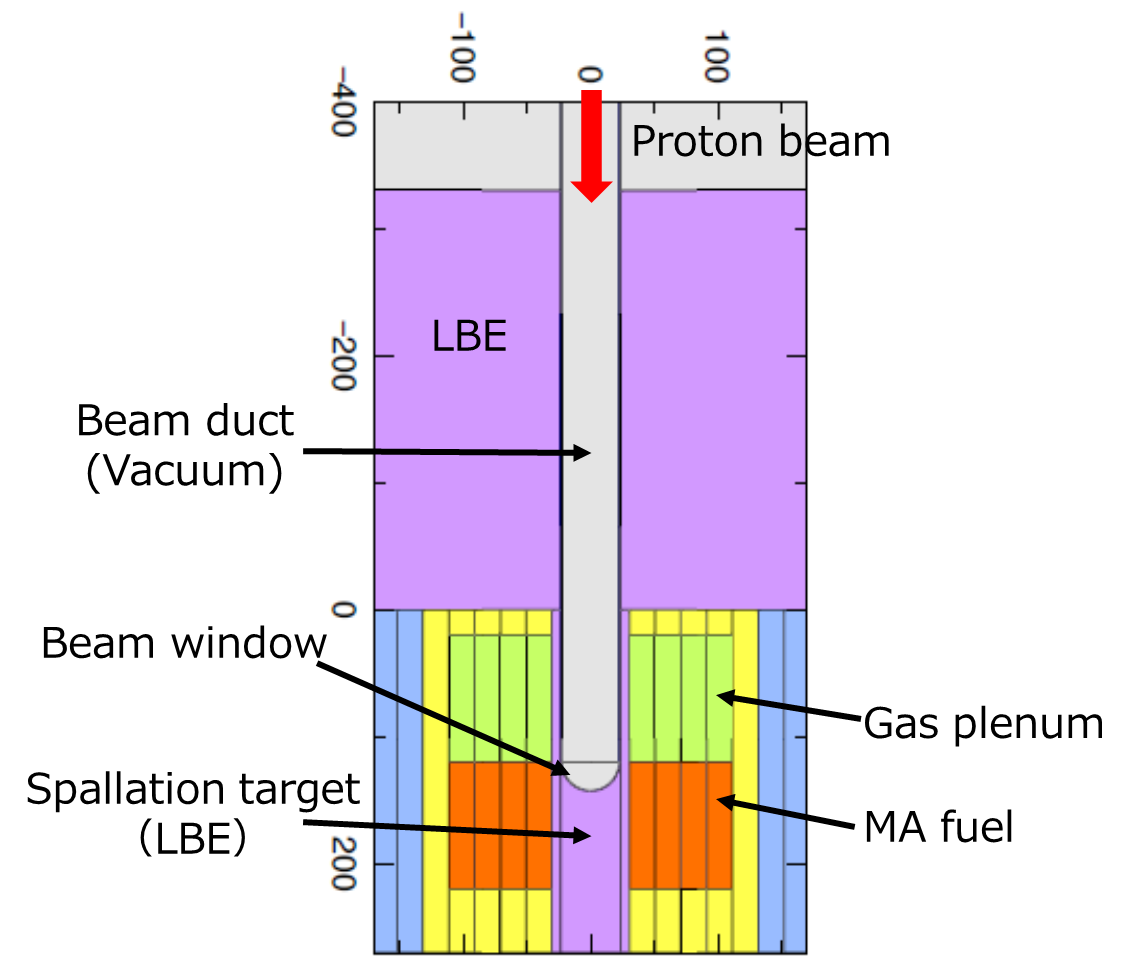 −100
0
100
−400
Proton beam
−200
LBE
Beam duct
(Vacuum)
0
Beam window
Gas plenum
Spallation target
(LBE)
MA fuel
200